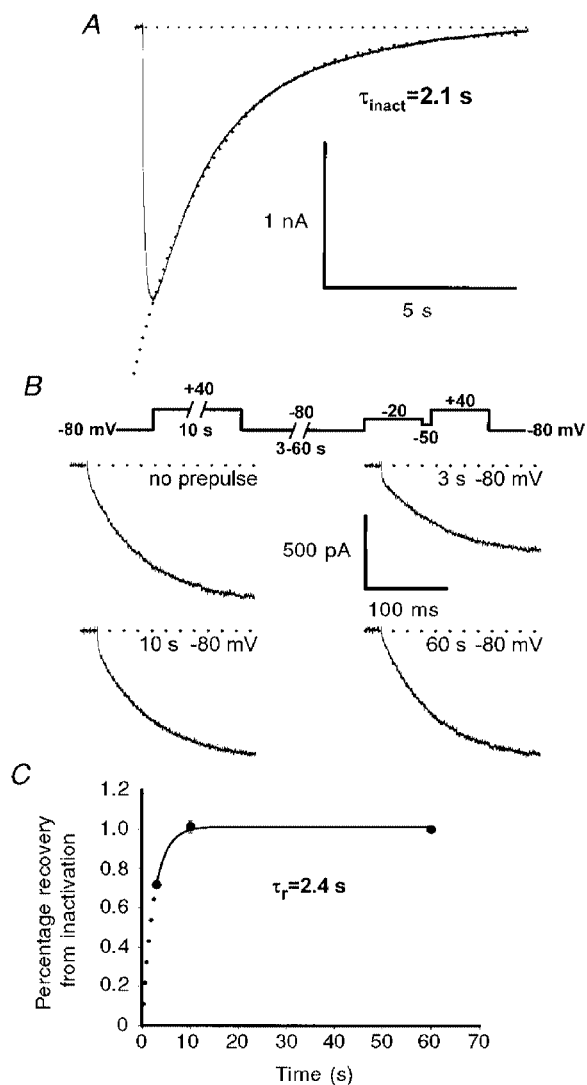 A
τinact=2.1 s
1 nA
5 s
B
+40 -80 -20 +40
-80 mV 10 s 3-60 s -50 -80 mV
no prepulse 3 s -80 mV
500 pA
100 ms
10 s -80 mV 60 s -80 mV
C
Percentage recovery
from inactivation
1.2
1.0
0.8
0.6
0.4
0.2
0
τr=2.4 s
0 10 20 30 40 50 60 70
Time (s)